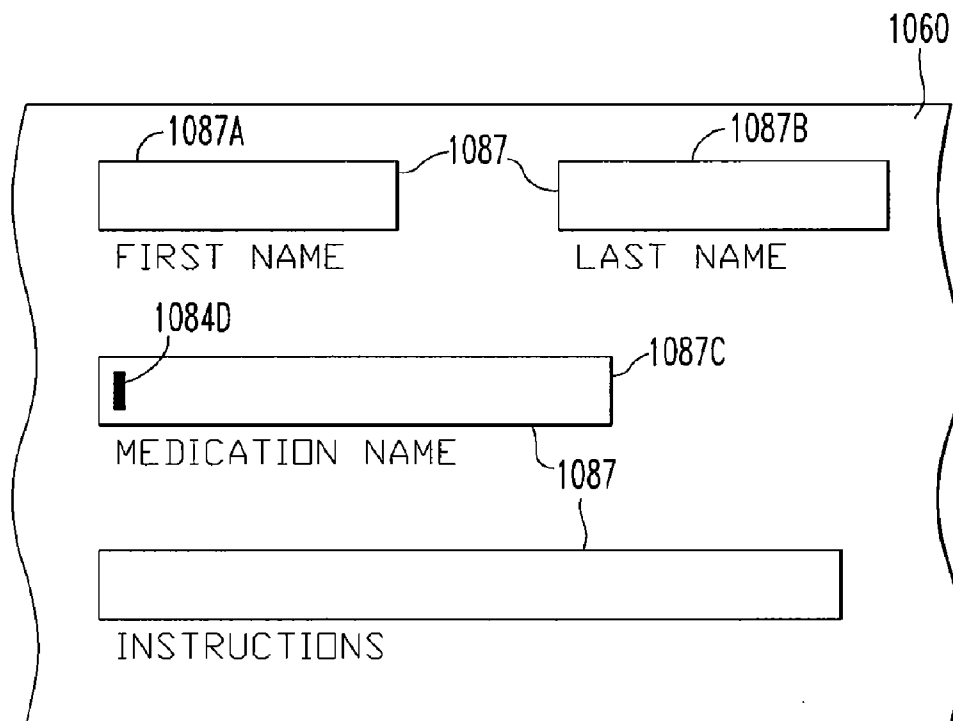 1060
1087A 1087 1087B
FIRST NAME LAST NAME
1084D
1087C
MEDICATION NAME
1087
INSTRUCTIONS